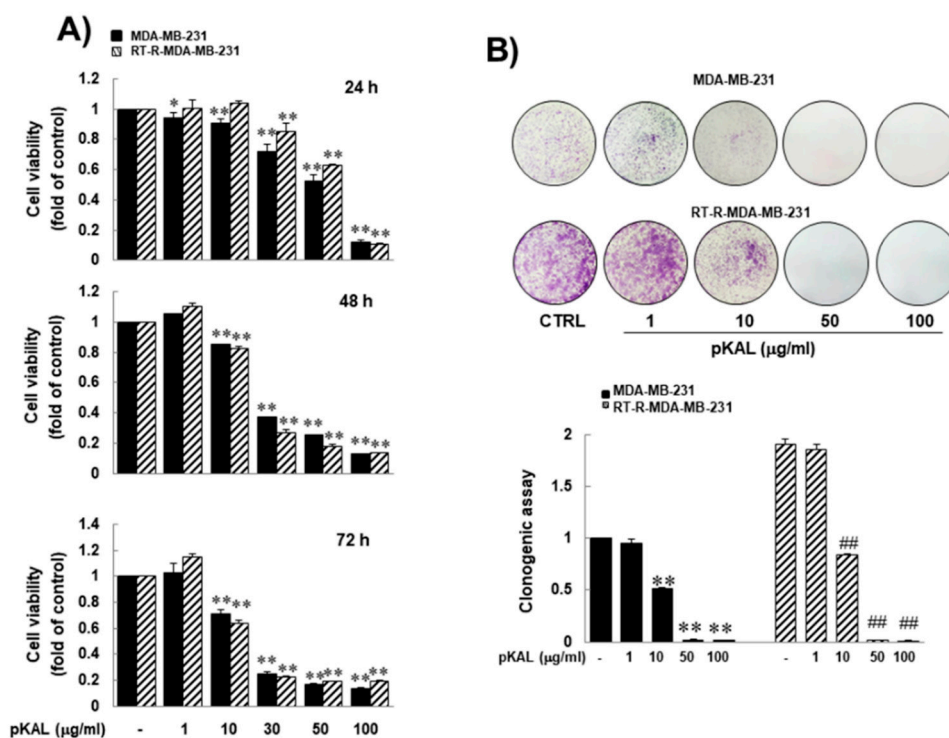 A)
MDA-MB-231
RT-R-MDA-MB-231
24 h
Cell viability
(fold of control)
1.2
1
0.8
0.6
0.4
0.2
0
* ** ** ** ** ** ** **
48 h
Cell viability
(fold of control)
1.2
1
0.8
0.6
0.4
0.2
0
** ** ** ** ** ** ** **
72 h
Cell viability
(fold of control)
1.4
1.2
1
0.8
0.6
0.4
0.2
0
** ** ** ** ** ** ** **
pKAL (μg/ml) - 1 10 30 50 100
B)
MDA-MB-231
RT-R-MDA-MB-231
CTRL 1 10 50 100
pKAL (μg/ml)
MDA-MB-231
RT-R-MDA-MB-231
Clonogenic assay
2
1.5
1
0.5
0
** ** ** ## ## ##
pKAL (μg/ml) - 1 10 50 100 - 1 10 50 100